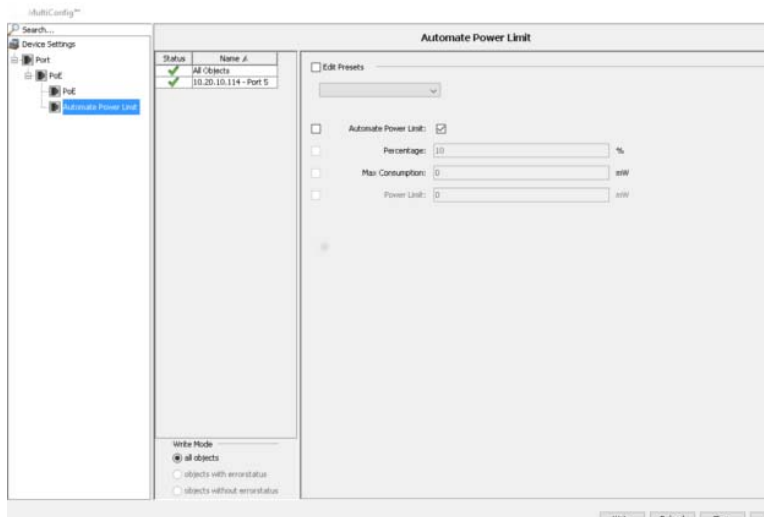 MultiConfig™
Search...
Device Settings
Port
PoE
PoE
Automate Power Limit
Status Name
All Objects
10.20.10.114 - Port 5
Write Mode
all objects
objects with errorstatus
objects without errorstatus
Automate Power Limit
Edit Presets
Automate Power Limit:
Percentage: 10 %
Max Consumption: 0 mW
Power Limit: 0 mW